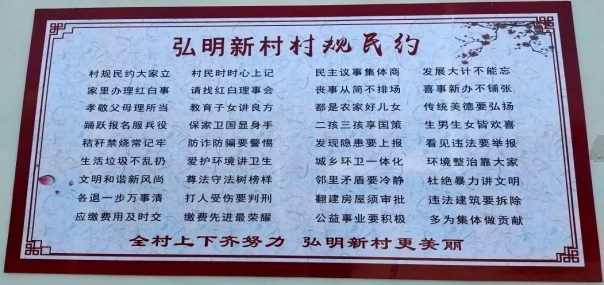 弘明新村村规民约
村规民约大家立 村民时时心上记 民主议事集体商 发展大计不能忘
家里办理红白事 请找红白理事会 丧事从简不排场 喜事新办不铺张
孝敬父母理所当 教育子女讲良方 都是农家好儿女 传统美德要弘扬
踊跃报名服兵役 保家卫国显身手 二孩三孩享国策 生男生女皆欢喜
秸秆禁烧常记牢 防诈防骗要警惕 发现隐患要上报 看见违法要举报
生活垃圾不乱扔 爱护环境讲卫生 城乡环卫一体化 环境整治靠大家
文明和谐新风尚 尊法守法树榜样 邻里矛盾要冷静 杜绝暴力讲文明
各退一步万事清 打人受伤要判刑 翻建房屋须审批 违法建筑要拆除
应缴费用及时交 缴费先进最荣耀 公益事业要积极 多为集体做贡献
全村上下齐努力 弘明新村更美丽